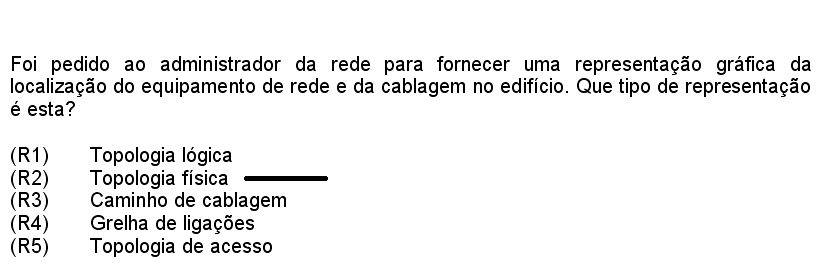 Foi pedido ao administrador da rede para fornecer uma representação gráfica da
localização do equipamento de rede e da cablagem no edifício. Que tipo de representação
é esta?
(R1) Topologia lógica
(R2) Topologia física
(R3) Caminho de cablagem
(R4) Grelha de ligações
(R5) Topologia de acesso